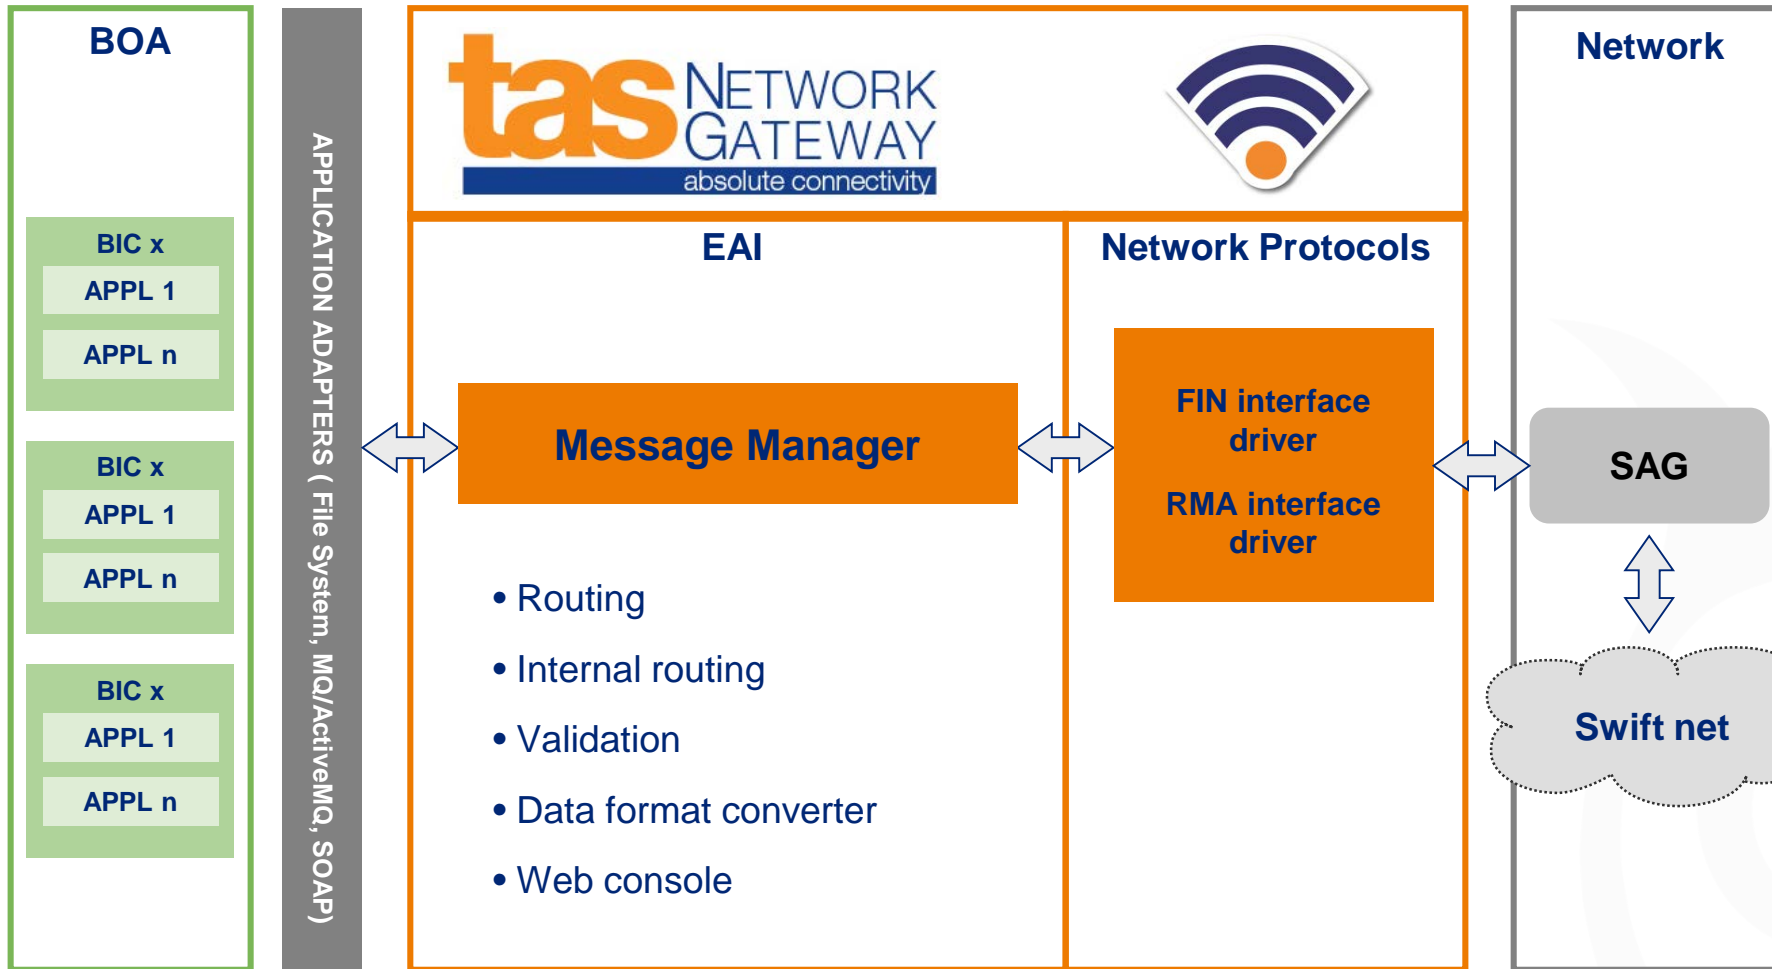 BOA
BIC x
APPL 1
APPL n
BIC x
APPL 1
APPL n
BIC x
APPL 1
APPL n
APPLICATION ADAPTERS ( File System, MQ/ActiveMQ, SOAP)
tas NETWORK
GATEWAY
absolute connectivity
EAI
Message Manager
• Routing
• Internal routing
• Validation
• Data format converter
• Web console
Network Protocols
FIN interface
driver
RMA interface
driver
Network
SAG
Swift net